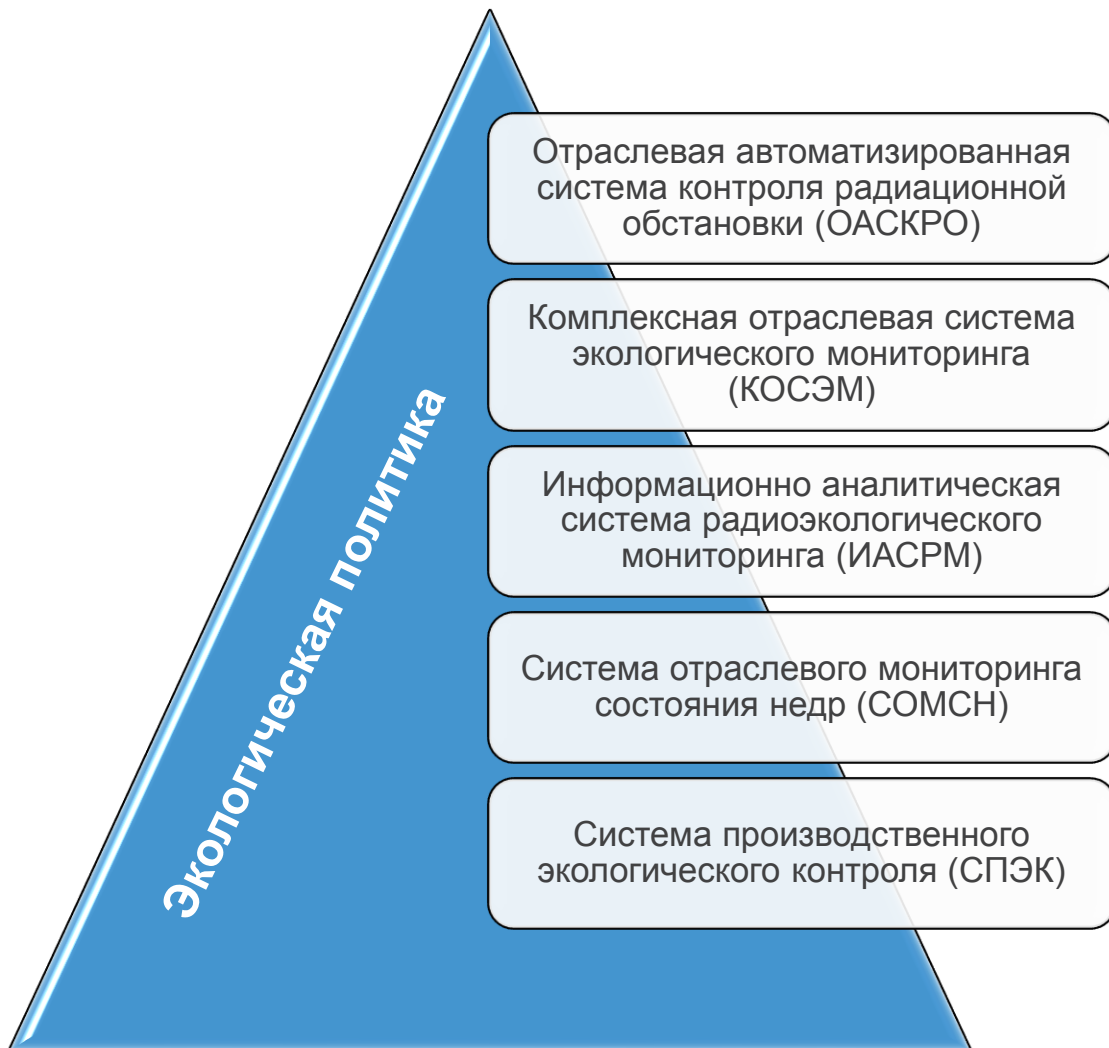 Отраслевая автоматизированная
система контроля радиационной
обстановки (ОАСКРО)
Комплексная отраслевая система
экологического мониторинга
(КОСЭМ)
Информационно аналитическая
система радиоэкологического
мониторинга (ИАСРМ)
Система отраслевого мониторинга
состояния недр (СОМСН)
Система производственного
экологического контроля (СПЭК)
Экологическая политика